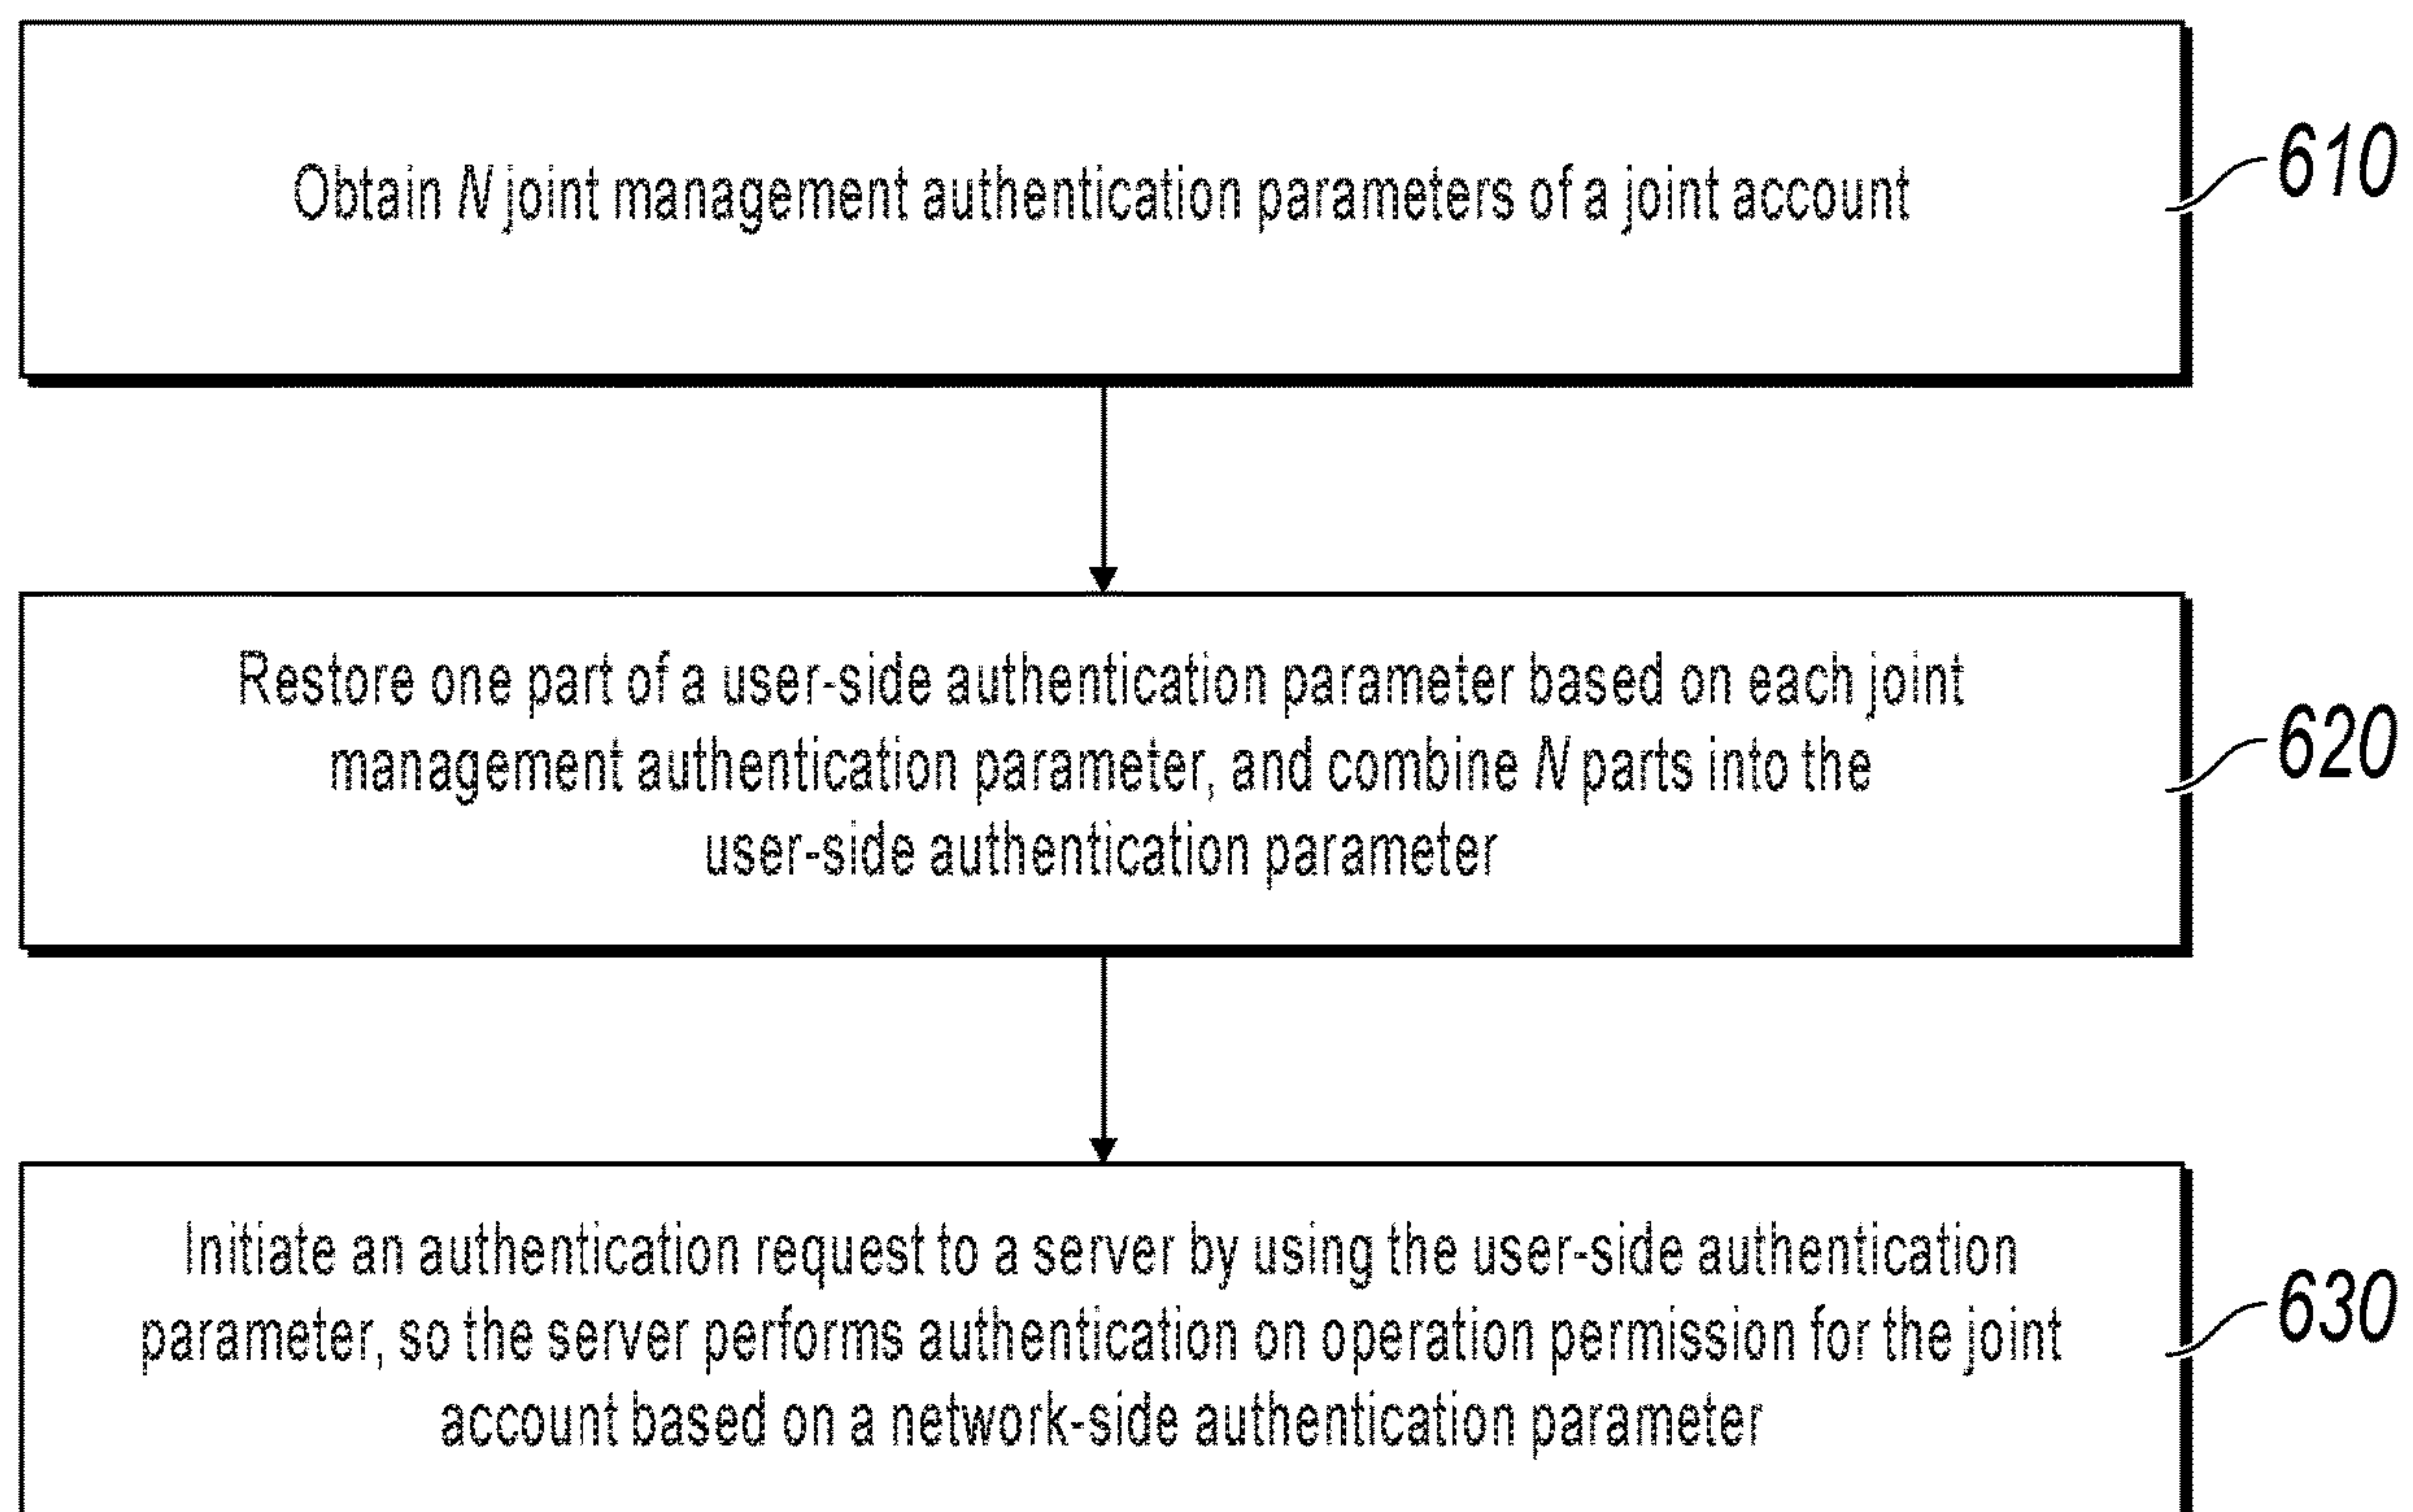 Obtain N joint management authentication parameters of a joint account
610
Restore one part of a user-side authentication parameter based on each joint
management authentication parameter, and combine N parts into the
user-side authentication parameter
620
Initiate an authentication request to a server by using the user-side authentication
parameter, so the server performs authentication on operation permission for the joint
account based on a network-side authentication parameter
630